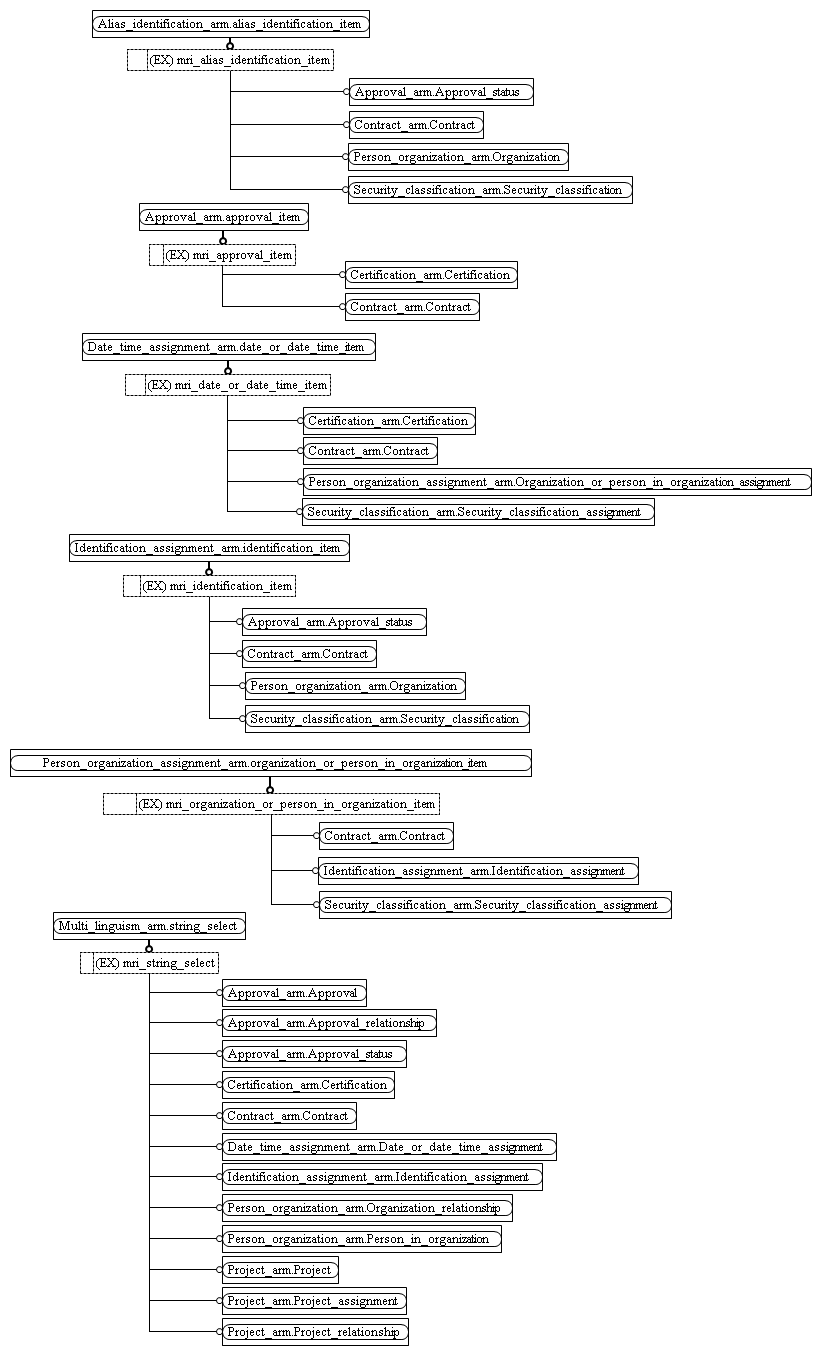 Alias_identification_arm.alias_identification_item
(EX) mri_alias_identification_item
Approval_arm.Approval_status
Contract_arm.Contract
Person_organization_arm.Organization
Security_classification_arm.Security_classification
Approval_arm.approval_item
(EX) mri_approval_item
Certification_arm.Certification
Contract_arm.Contract
Date_time_assignment_arm.date_or_date_time_item
(EX) mri_date_or_date_time_item
Certification_arm.Certification
Contract_arm.Contract
Person_organization_assignment_arm.Organization_or_person_in_organization_assignment
Security_classification_arm.Security_classification_assignment
Identification_assignment_arm.identification_item
(EX) mri_identification_item
Approval_arm.Approval_status
Contract_arm.Contract
Person_organization_arm.Organization
Security_classification_arm.Security_classification
Person_organization_assignment_arm.organization_or_person_in_organization_item
(EX) mri_organization_or_person_in_organization_item
Contract_arm.Contract
Identification_assignment_arm.Identification_assignment
Security_classification_arm.Security_classification_assignment
Multi_linguism_arm.string_select
(EX) mri_string_select
Approval_arm.Approval
Approval_arm.Approval_relationship
Approval_arm.Approval_status
Certification_arm.Certification
Contract_arm.Contract
Date_time_assignment_arm.Date_or_date_time_assignment
Identification_assignment_arm.Identification_assignment
Person_organization_arm.Organization_relationship
Person_organization_arm.Person_in_organization
Project_arm.Project
Project_arm.Project_assignment
Project_arm.Project_relationship